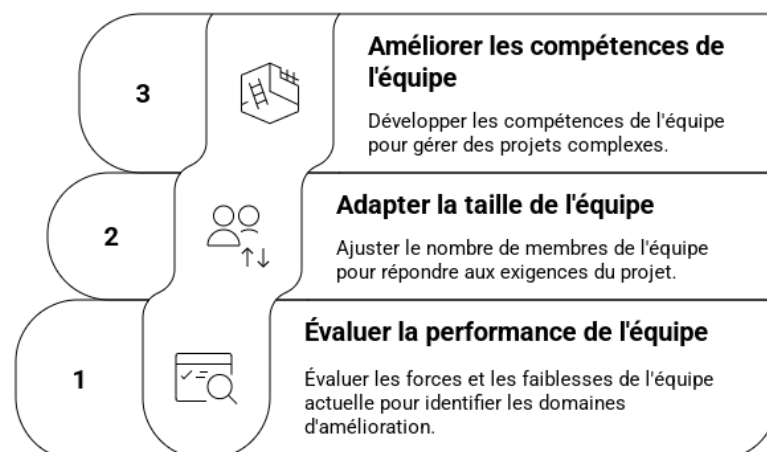 3
Améliorer les compétences de
l'équipe
Développer les compétences de l'équipe
pour gérer des projets complexes.
2
Adapter la taille de l'équipe
Ajuster le nombre de membres de l'équipe
pour répondre aux exigences du projet.
1
Évaluer la performance de l'équipe
Évaluer les forces et les faiblesses de l'équipe
actuelle pour identifier les domaines
d'amélioration.